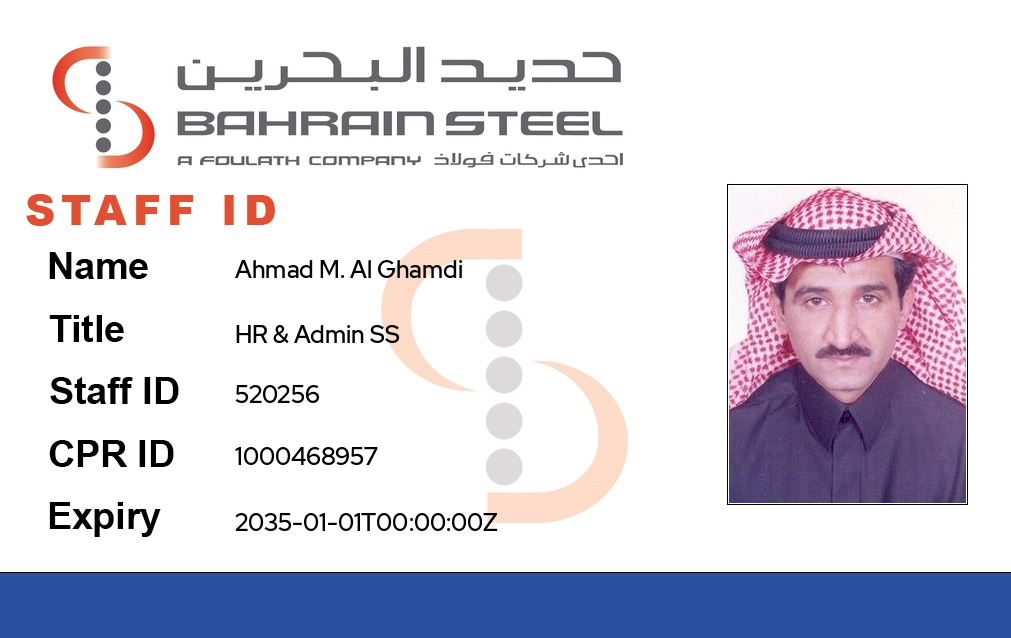 حديد البحرين
BAHRAIN STEEL
A FOULATH COMPANY احدى شركات فولاذ
STAFF ID
Name Ahmad M. Al Ghamdi
Title HR & Admin SS
Staff ID 520256
CPR ID 1000468957
Expiry 2035-01-01T00:00:00Z